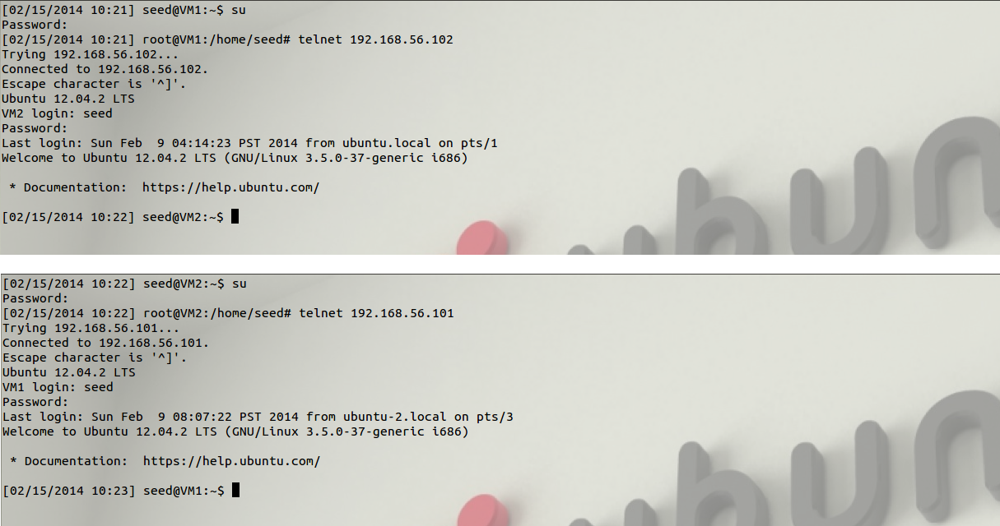 [02/15/2014 10:21] seed@VM1:~$ su
Password:
[02/15/2014 10:21] root@VM1:/home/seed# telnet 192.168.56.102
Trying 192.168.56.102...
Connected to 192.168.56.102.
Escape character is '^]'.
Ubuntu 12.04.2 LTS
VM2 login: seed
Password:
Last login: Sun Feb  9 04:14:23 PST 2014 from ubuntu.local on pts/1
Welcome to Ubuntu 12.04.2 LTS (GNU/Linux 3.5.0-37-generic i686)

 * Documentation:  https://help.ubuntu.com/

[02/15/2014 10:22] seed@VM2:~$
[02/15/2014 10:22] seed@VM2:~$ su
Password:
[02/15/2014 10:22] root@VM2:/home/seed# telnet 192.168.56.101
Trying 192.168.56.101...
Connected to 192.168.56.101.
Escape character is '^]'.
Ubuntu 12.04.2 LTS
VM1 login: seed
Password:
Last login: Sun Feb  9 08:07:22 PST 2014 from ubuntu-2.local on pts/3
Welcome to Ubuntu 12.04.2 LTS (GNU/Linux 3.5.0-37-generic i686)

 * Documentation:  https://help.ubuntu.com/

[02/15/2014 10:23] seed@VM1:~$